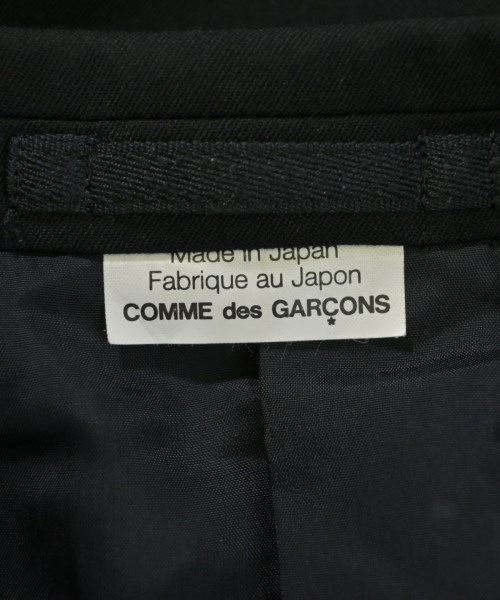 Made in Japan
Fabrique au Japon
COMME des GARÇONS